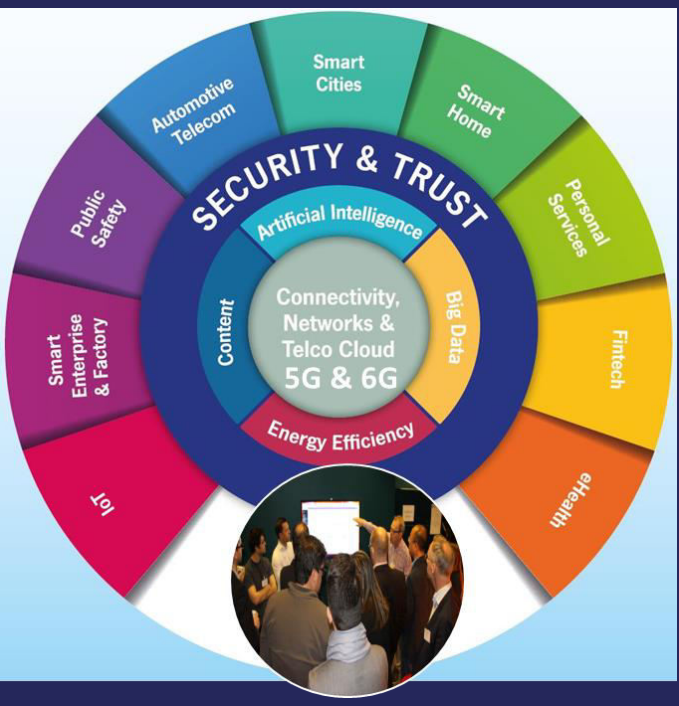 Smart
Cities
Automotive
Telecom
Smart
Home
Public
Safety
Personal
Services
Smart
Enterprise
& Factory
Fintech
IoT
eHealth
SECURITY & TRUST
Artificial Intelligence
Content
Big Data
Energy Efficiency
Connectivity,
Networks &
Telco Cloud
5G & 6G